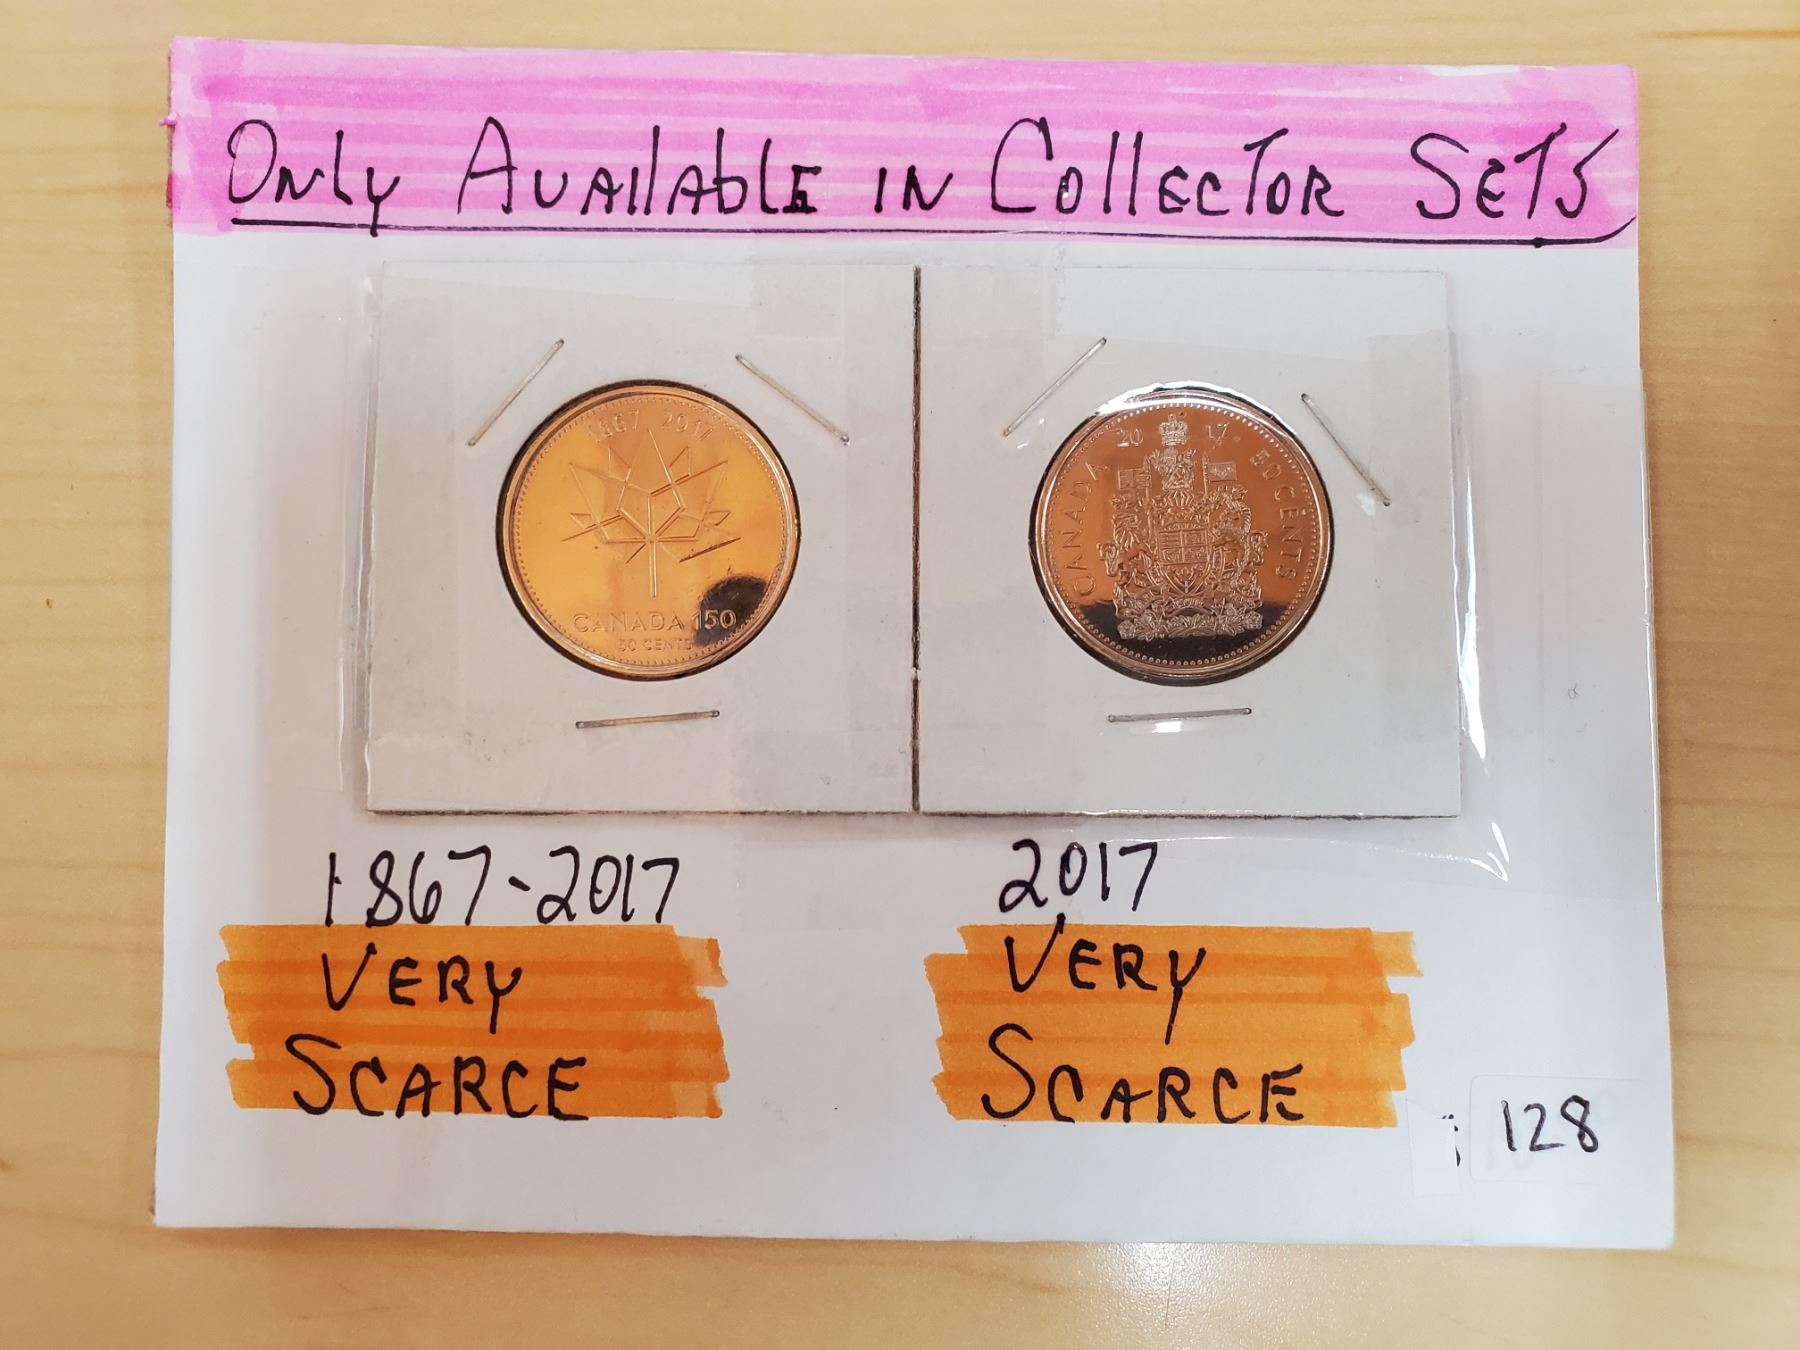 Only Available in Collector Sets
1867 2017
CANADA 150
50 CENTS
20 17
CANADA
50 CENTS
1867-2017
Very
Scarce
2017
Very
Scarce
128